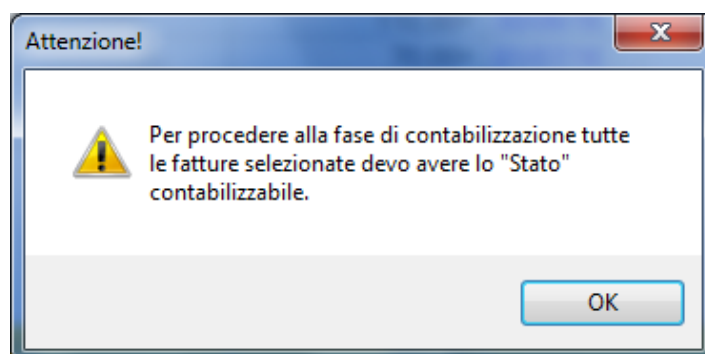 Attenzione!
Per procedere alla fase di contabilizzazione tutte
le fatture selezionate devo avere lo "Stato"
contabilizzabile.
OK